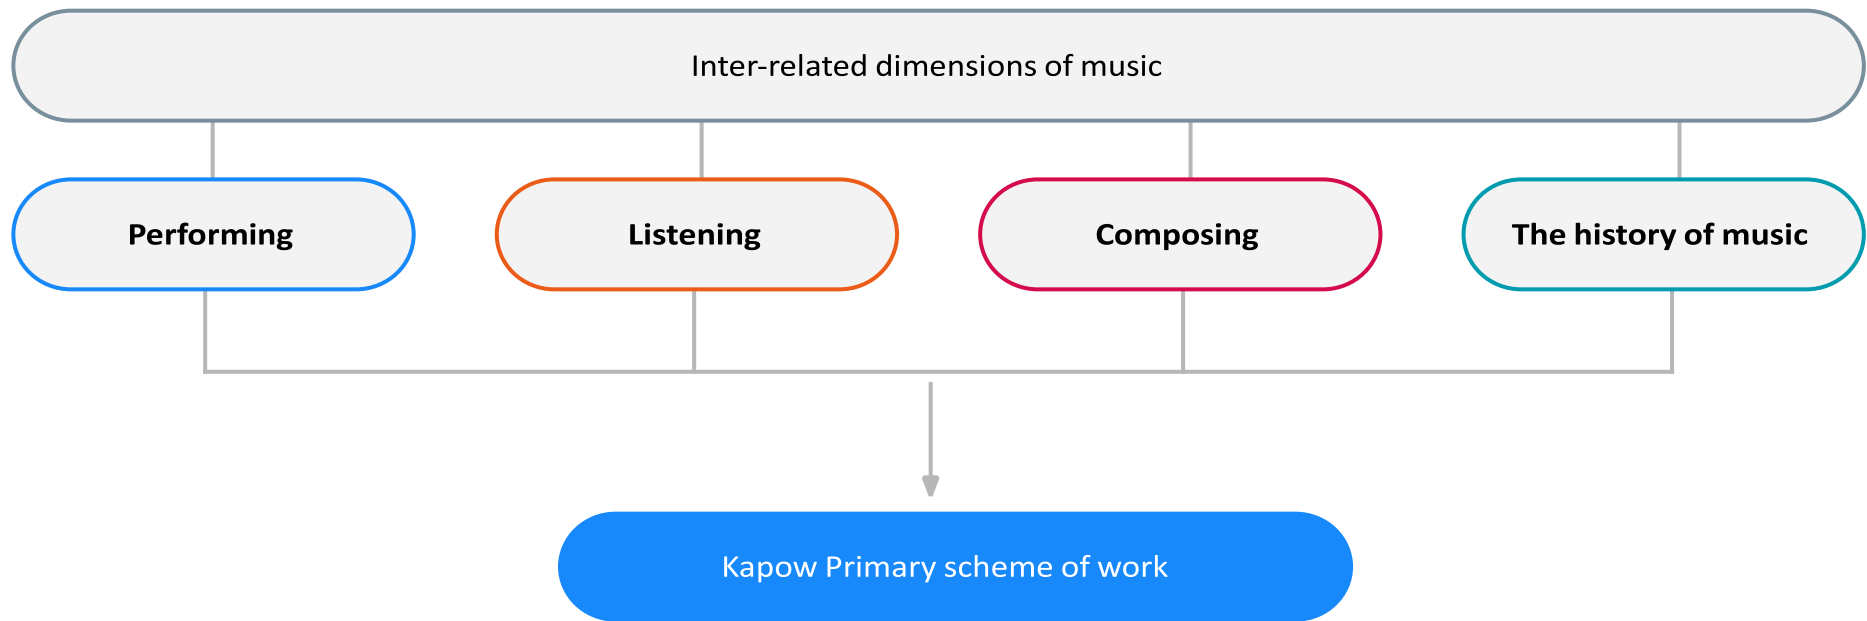 Inter-related dimensions of music
Performing
Listening
Composing
The history of music
Kapow Primary scheme of work